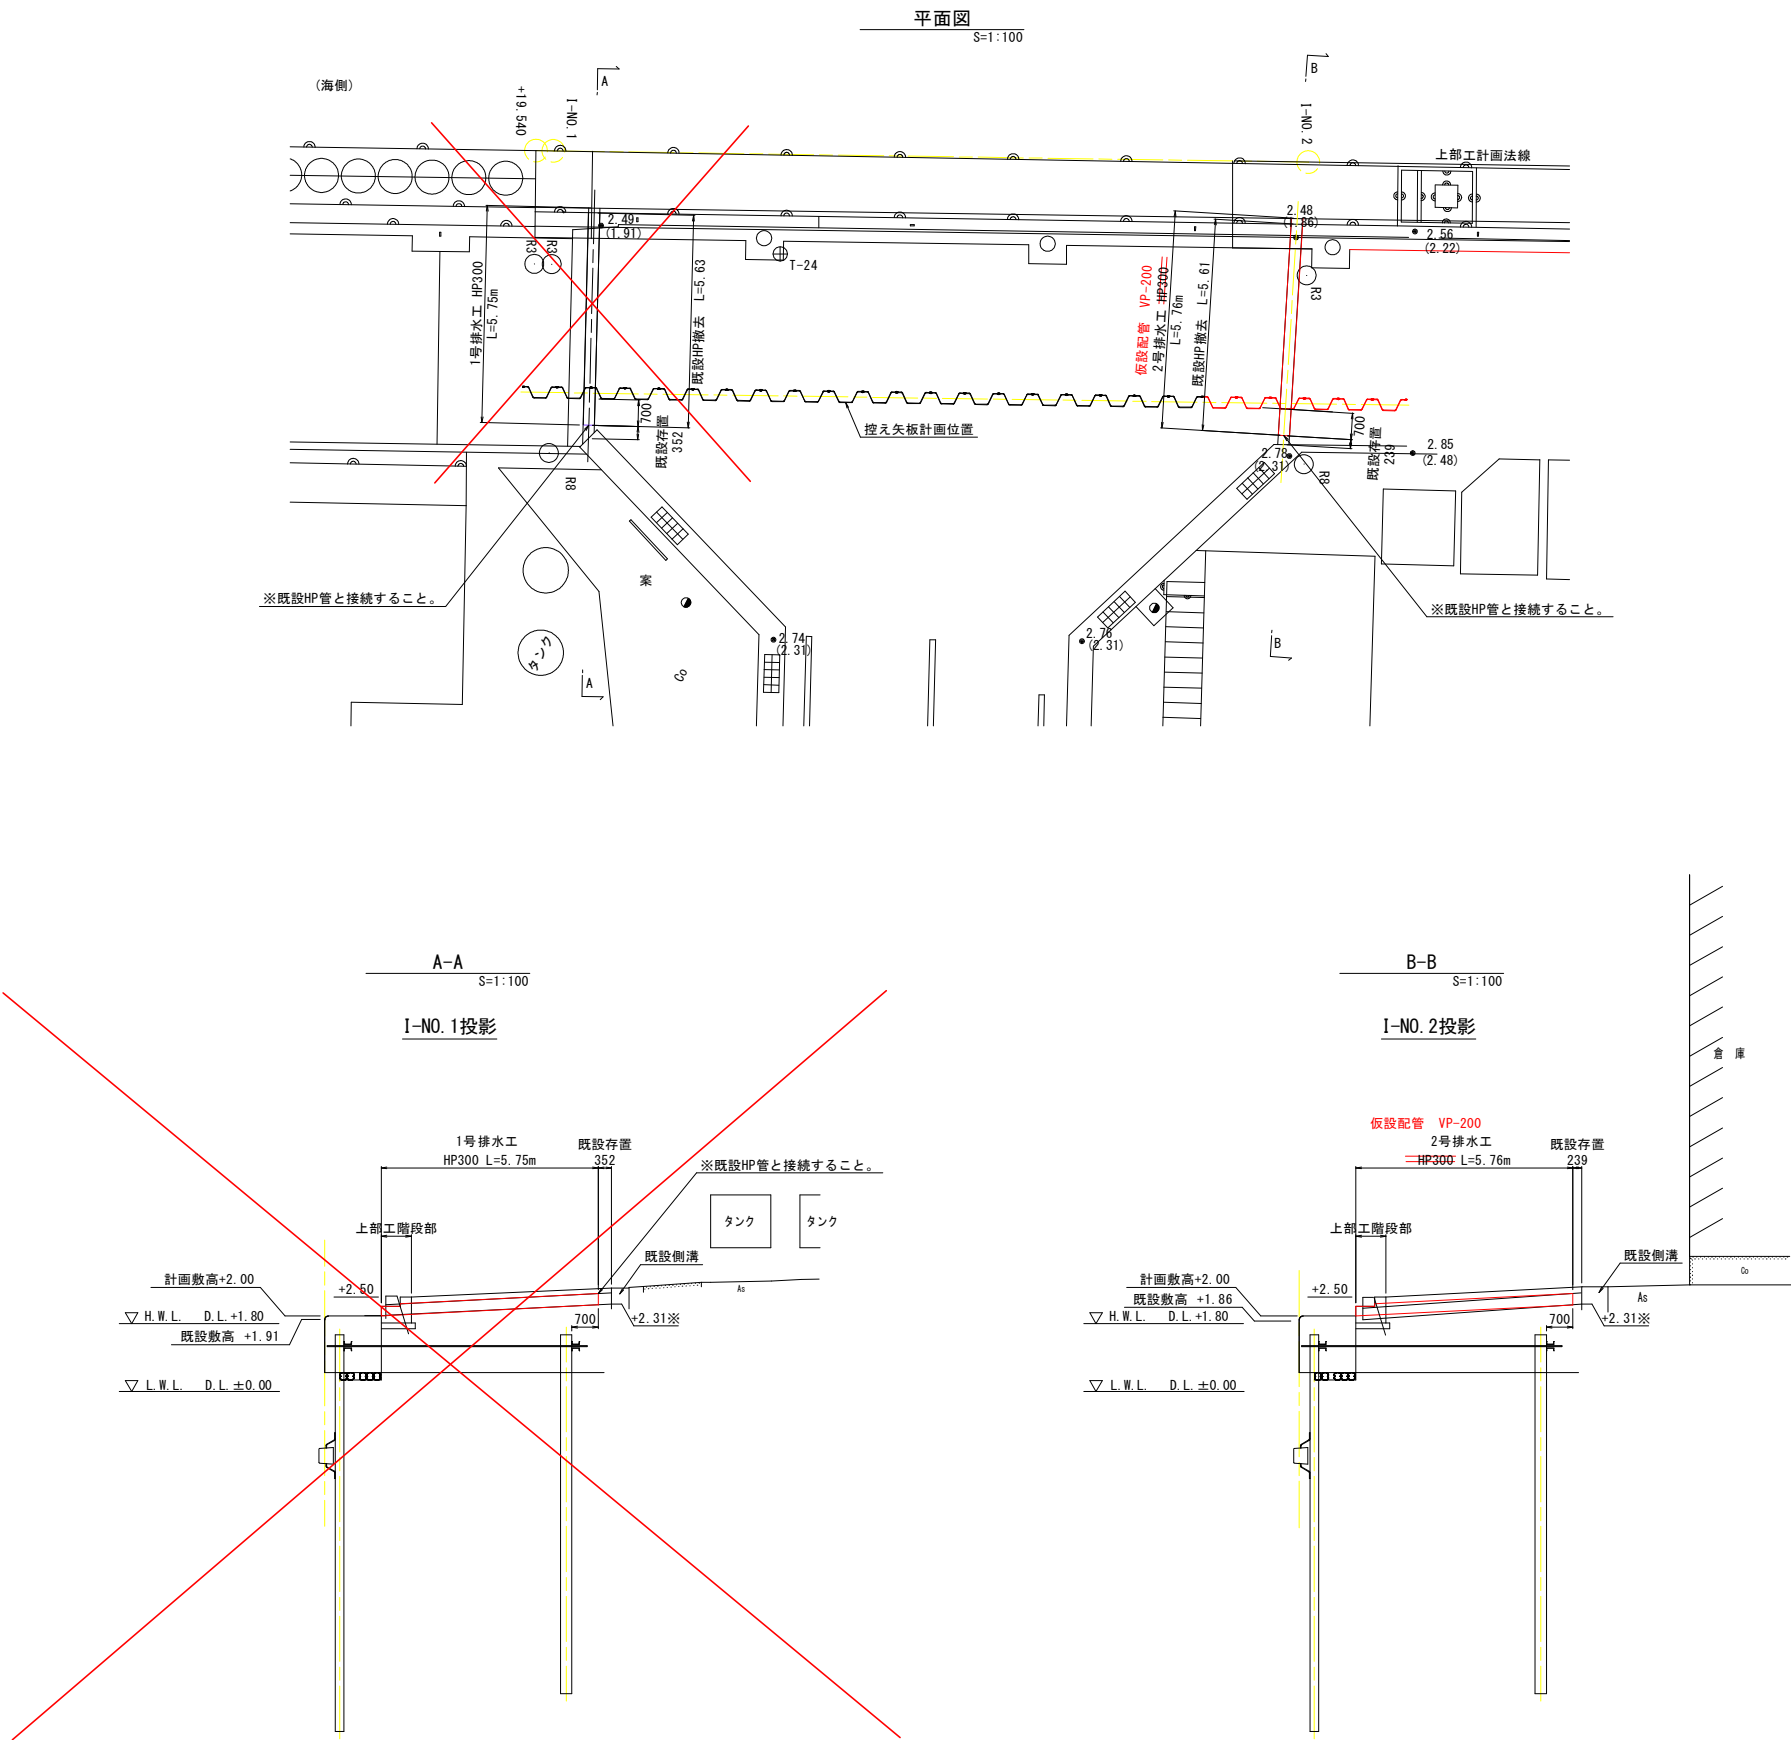 平面図
S=1:100
(海側)
A
B
+19.540
I-NO.1
I-NO.2
上部工計画法線
2.49
(1.91)
2.48
(1.86)
2.56
(2.22)
R3
R3
T-24
R3
1号排水工 HP300
L=5.75m
既設HP撤去 L=5.63
仮設配管 VP-200
2号排水工 HP300
L=5.76m
既設HP撤去 L=5.61
700
既設存置
352
控え矢板計画位置
700
既設存置
239
2.85
(2.48)
2.78
(2.31)
R8
R8
案
※既設HP管と接続すること。
※既設HP管と接続すること。
タンク
2.74
(2.31)
2.76
(2.31)
Co
A
B
A-A
S=1:100
I-NO.1投影
1号排水工
HP300 L=5.75m
既設存置
352
※既設HP管と接続すること。
タンク
タンク
上部工階段部
既設側溝
計画敷高+2.00
+2.50
As
H.W.L. D.L.+1.80
既設敷高 +1.91
700
+2.31※
L.W.L. D.L.±0.00
B-B
S=1:100
I-NO.2投影
倉 庫
仮設配管 VP-200
2号排水工
HP300 L=5.76m
既設存置
239
上部工階段部
既設側溝
Co
計画敷高+2.00
+2.50
As
既設敷高 +1.86
H.W.L. D.L.+1.80
700
+2.31※
L.W.L. D.L.±0.00